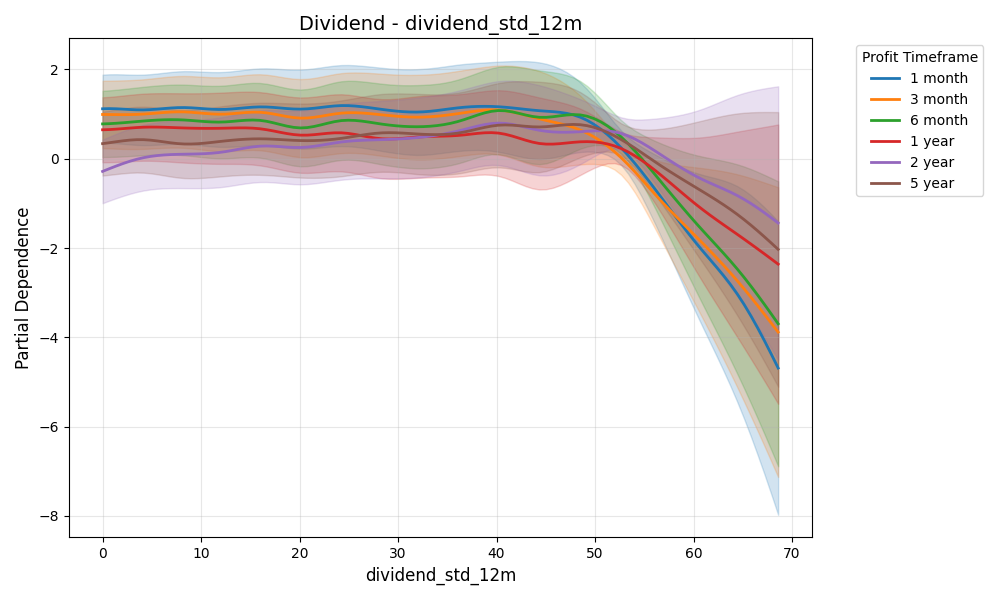 Dividend - dividend_std_12m
Profit Timeframe
1 month
3 month
6 month
1 year
2 year
5 year
Partial Dependence
2
0
−2
−4
−6
−8
0 10 20 30 40 50 60 70
dividend_std_12m